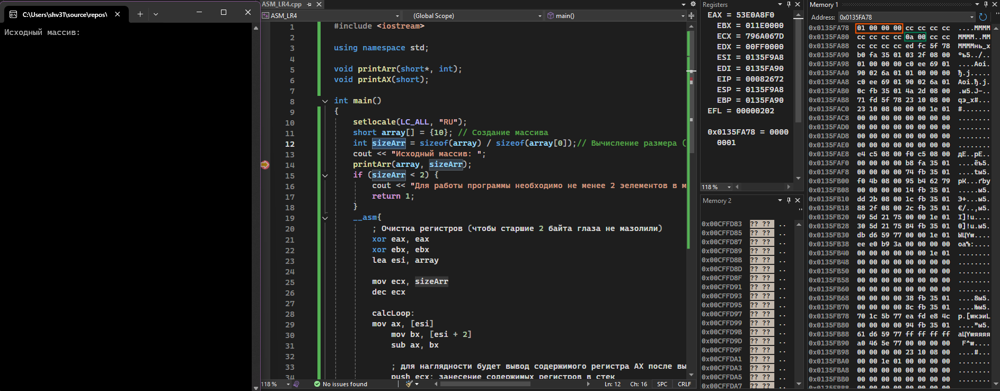 C:\Users\shv31\source\repos\
Исходный массив:
ASM_LR4.cpp
ASM_LR4
(Global Scope)
main()
1 #include <iostream>
2
3 using namespace std;
4
5 void printArr(short*, int);
6 void printAX(short);
7
8 int main()
9 {
10 setlocale(LC_ALL, "RU");
11 short array[] = {10}; // Создание массива
12 int sizeArr = sizeof(array) / sizeof(array[0]);// Вычисление размера (
13 cout << "Исходный массив: ";
14 printArr(array, sizeArr);
15 if (sizeArr < 2) {
16 cout << "Для работы программы необходимо не менее 2 эелементов в м
17 return 1;
18 }
19 __asm{
20 ; Очистка регистров (чтобы старшие 2 байта глаза не мазолили)
21 xor eax, eax
22 xor ebx, ebx
23 lea esi, array
24
25 mov ecx, sizeArr
26 dec ecx
27
28 calcLoop:
29 mov ax, [esi]
30 mov bx, [esi + 2]
31 sub ax, bx
32
33 ; для наглядности будет вывод содержимого регистра AX после вы
34 push ecx; занесение содержимых регистров в стек
118 %
No issues found
Ln: 12
Ch: 16
SPC
CRLF
Registers
EAX = 53E0A8F0
EBX = 011E0000
ECX = 796A067D
EDX = 00FF0000
ESI = 0135F9A8
EDI = 0135FA90
EIP = 00082672
ESP = 0135F9A8
EBP = 0135FA90
EFL = 00000202
0x0135FA78 = 0000
0001
118 %
Memory 2
0x00CFFD83 ?? ?? ..
0x00CFFD85 ?? ?? ..
0x00CFFD87 ?? ?? ..
0x00CFFD89 ?? ?? ..
0x00CFFD8B ?? ?? ..
0x00CFFD8D ?? ?? ..
0x00CFFD8F ?? ?? ..
0x00CFFD91 ?? ?? ..
0x00CFFD93 ?? ?? ..
0x00CFFD95 ?? ?? ..
0x00CFFD97 ?? ?? ..
0x00CFFD99 ?? ?? ..
0x00CFFD9B ?? ?? ..
0x00CFFD9D ?? ?? ..
0x00CFFD9F ?? ?? ..
0x00CFFDA1 ?? ?? ..
0x00CFFDA3 ?? ?? ..
0x00CFFDA5 ?? ?? ..
0x00CFFDA7 ?? ?? ..
Memory 1
Address: 0x0135FA78
0x0135FA78 01 00 00 00 cc cc cc cc ....ММММ
0x0135FA80 cc cc cc cc 0a 00 cc cc ММММ..ММ
0x0135FA88 cc cc cc cc ed fc 5f 78 ММММнь_x
0x0135FA90 b0 fa 35 01 03 2f 08 00 °ъ5../..
0x0135FA98 01 00 00 00 c0 ee 69 01 ....Аоi.
0x0135FAA0 90 02 6a 01 01 00 00 00 ђ.j.....
0x0135FAA8 c0 ee 69 01 90 02 6a 01 Аоi.ђ.j.
0x0135FAB0 0c fb 35 01 4a 2d 08 00 .ы5.J-..
0x0135FAB8 71 fd 5f 78 23 10 08 00 qэ_x#...
0x0135FAC0 23 10 08 00 00 00 1e 01 #.......
0x0135FAC8 00 00 00 00 00 00 00 00 ........
0x0135FAD0 00 00 00 00 00 00 00 00 ........
0x0135FAD8 00 00 00 00 00 00 00 00 ........
0x0135FAE0 00 00 00 00 00 00 00 00 ........
0x0135FAE8 e4 c5 08 00 f0 c5 08 00 дЕ..рЕ..
0x0135FAF0 00 00 00 00 b8 fa 35 01 ....ёъ5.
0x0135FAF8 00 00 00 00 74 fb 35 01 ....tы5.
0x0135FB00 f0 4b 08 00 95 b4 62 79 рK..•ґby
0x0135FB08 00 00 00 00 14 fb 35 01 .....ы5.
0x0135FB10 dd 2b 08 00 1c fb 35 01 Э+...ы5.
0x0135FB18 88 2f 08 00 2c fb 35 01 €/..,ы5.
0x0135FB20 49 5d 21 75 00 00 1e 01 I]!u....
0x0135FB28 30 5d 21 75 84 fb 35 01 0]!u.ы5.
0x0135FB30 db d6 59 77 00 00 1e 01 ЫЦYw....
0x0135FB38 ee e0 b9 3a 00 00 00 00 оа№:....
0x0135FB40 00 00 00 00 00 00 1e 01 ........
0x0135FB48 00 00 00 00 00 00 00 00 ........
0x0135FB50 00 00 00 00 00 00 00 00 ........
0x0135FB58 00 00 00 00 00 00 00 00 ........
0x0135FB60 00 00 00 00 00 00 00 00 ........
0x0135FB68 00 00 00 00 38 fb 35 01 ....8ы5.
0x0135FB70 00 00 00 00 8c fb 35 01 ....Њы5.
0x0135FB78 70 1c 5b 77 ea fd e8 4c p.[wкэиL
0x0135FB80 00 00 00 00 94 fb 35 01 ....”ы5.
0x0135FB88 61 d6 59 77 ff ff ff ff aЦYwяяяя
0x0135FB90 a0 46 5e 77 00 00 00 00 F^w....
0x0135FB98 00 00 00 00 23 10 08 00 ....#...
0x0135FBA0 00 00 1e 01 00 00 00 00 ........
0x0135FBA8 00 00 00 00 00 00 00 00 ........
0x0135FBB0 00 00 00 00 00 00 00 00 ........
0x0135FBB8 00 00 00 00 00 00 00 00 ........